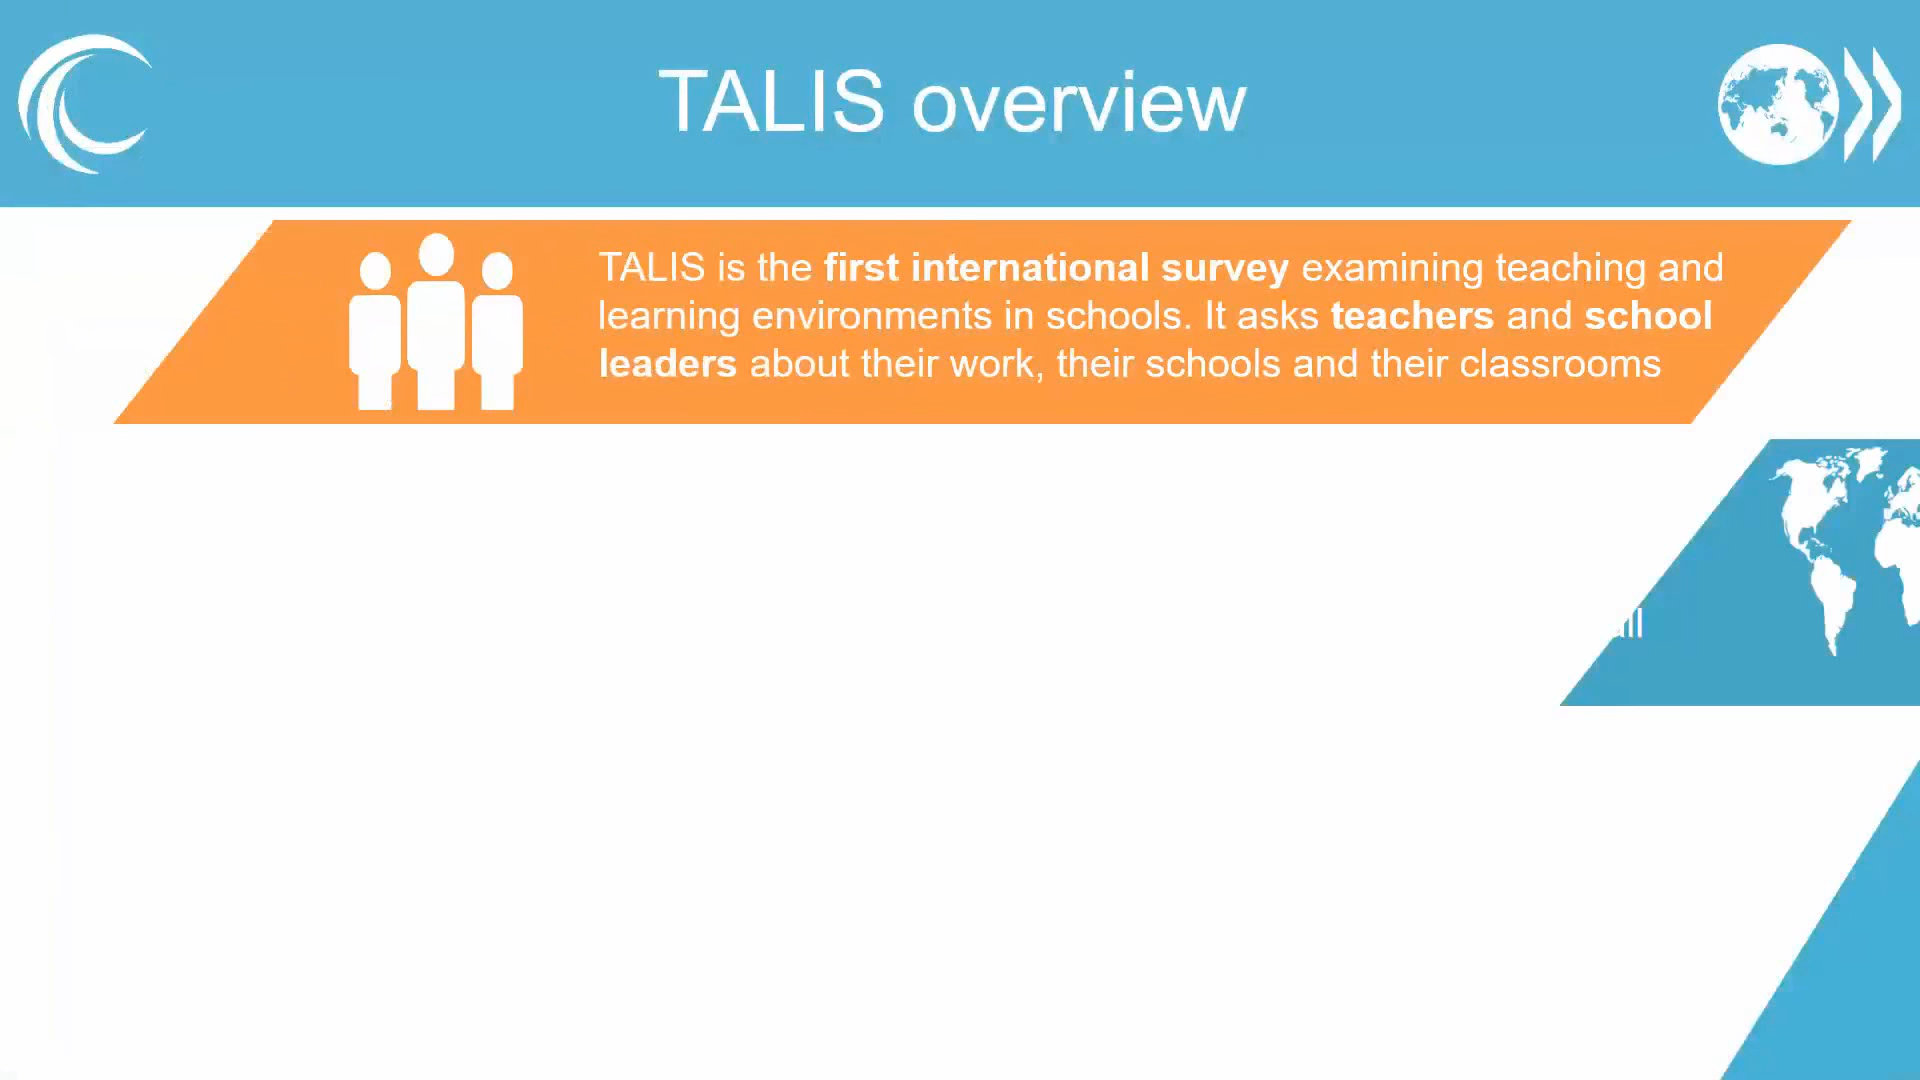 TALIS overview
TALIS is the first international survey examining teaching and
learning environments in schools. It asks teachers and school
leaders about their work, their schools and their classrooms